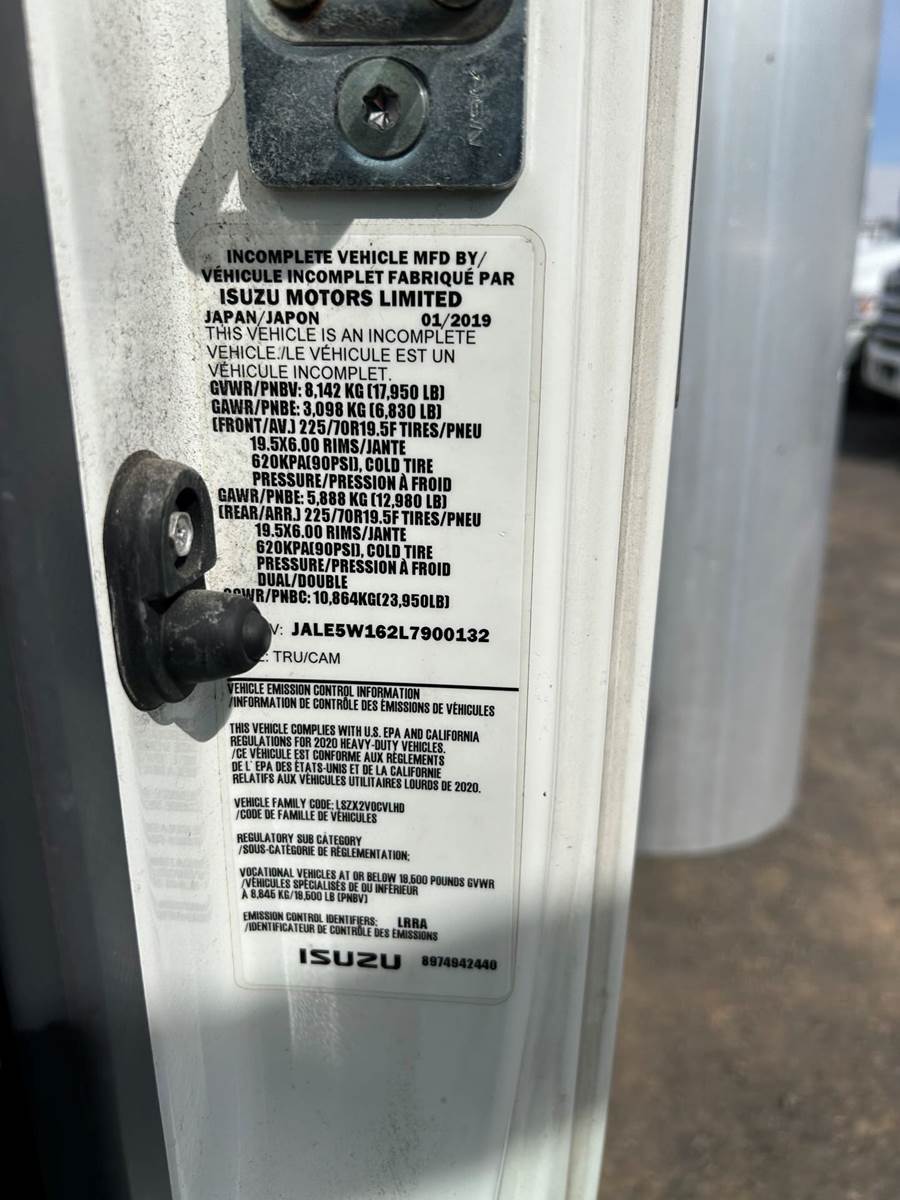 INCOMPLETE VEHICLE MFD BY/
VÉHICULE INCOMPLET FABRIQUÉ PAR
ISUZU MOTORS LIMITED
JAPAN/JAPON 01/2019
THIS VEHICLE IS AN INCOMPLETE
VEHICLE./LE VÉHICULE EST UN
VÉHICULE INCOMPLET.
GVWR/PNBV: 8,142 KG (17,950 LB)
GAWR/PNBE: 3,098 KG (6,830 LB)
(FRONT/AV.) 225/70R19.5F TIRES/PNEU
19.5X6.00 RIMS/JANTE
620KPA(90PSI), COLD TIRE
PRESSURE/PRESSION À FROID
GAWR/PNBE: 5,888 KG (12,980 LB)
(REAR/ARR.) 225/70R19.5F TIRES/PNEU
19.5X6.00 RIMS/JANTE
620KPA(90PSI), COLD TIRE
PRESSURE/PRESSION À FROID
DUAL/DOUBLE
GCWR/PNBC: 10,864KG(23,950LB)
V: JALE5W162L7900132
: TRU/CAM
VEHICLE EMISSION CONTROL INFORMATION
/INFORMATION DE CONTRÔLE DES ÉMISSIONS DE VÉHICULES
THIS VEHICLE COMPLIES WITH U.S. EPA AND CALIFORNIA
REGULATIONS FOR 2020 HEAVY-DUTY VEHICLES.
/CE VÉHICULE EST CONFORME AUX RÈGLEMENTS
DE L' EPA DES ÉTATS-UNIS ET DE LA CALIFORNIE
RELATIFS AUX VÉHICULES UTILITAIRES LOURDS DE 2020.
VEHICLE FAMILY CODE: LSZX2VOCVLHD
/CODE DE FAMILLE DE VÉHICULES
REGULATORY SUB CATEGORY
/SOUS-CATÉGORIE DE RÉGLEMENTATION:
VOCATIONAL VEHICLES AT OR BELOW 19,500 POUNDS GVWR
/VÉHICULES SPÉCIALISÉS DE OU INFÉRIEUR
À 8,845 KG/19,500 LB (PNBV)
EMISSION CONTROL IDENTIFIERS: LRRA
/IDENTIFICATEUR DE CONTRÔLE DES ÉMISSIONS
ISUZU 8974942440